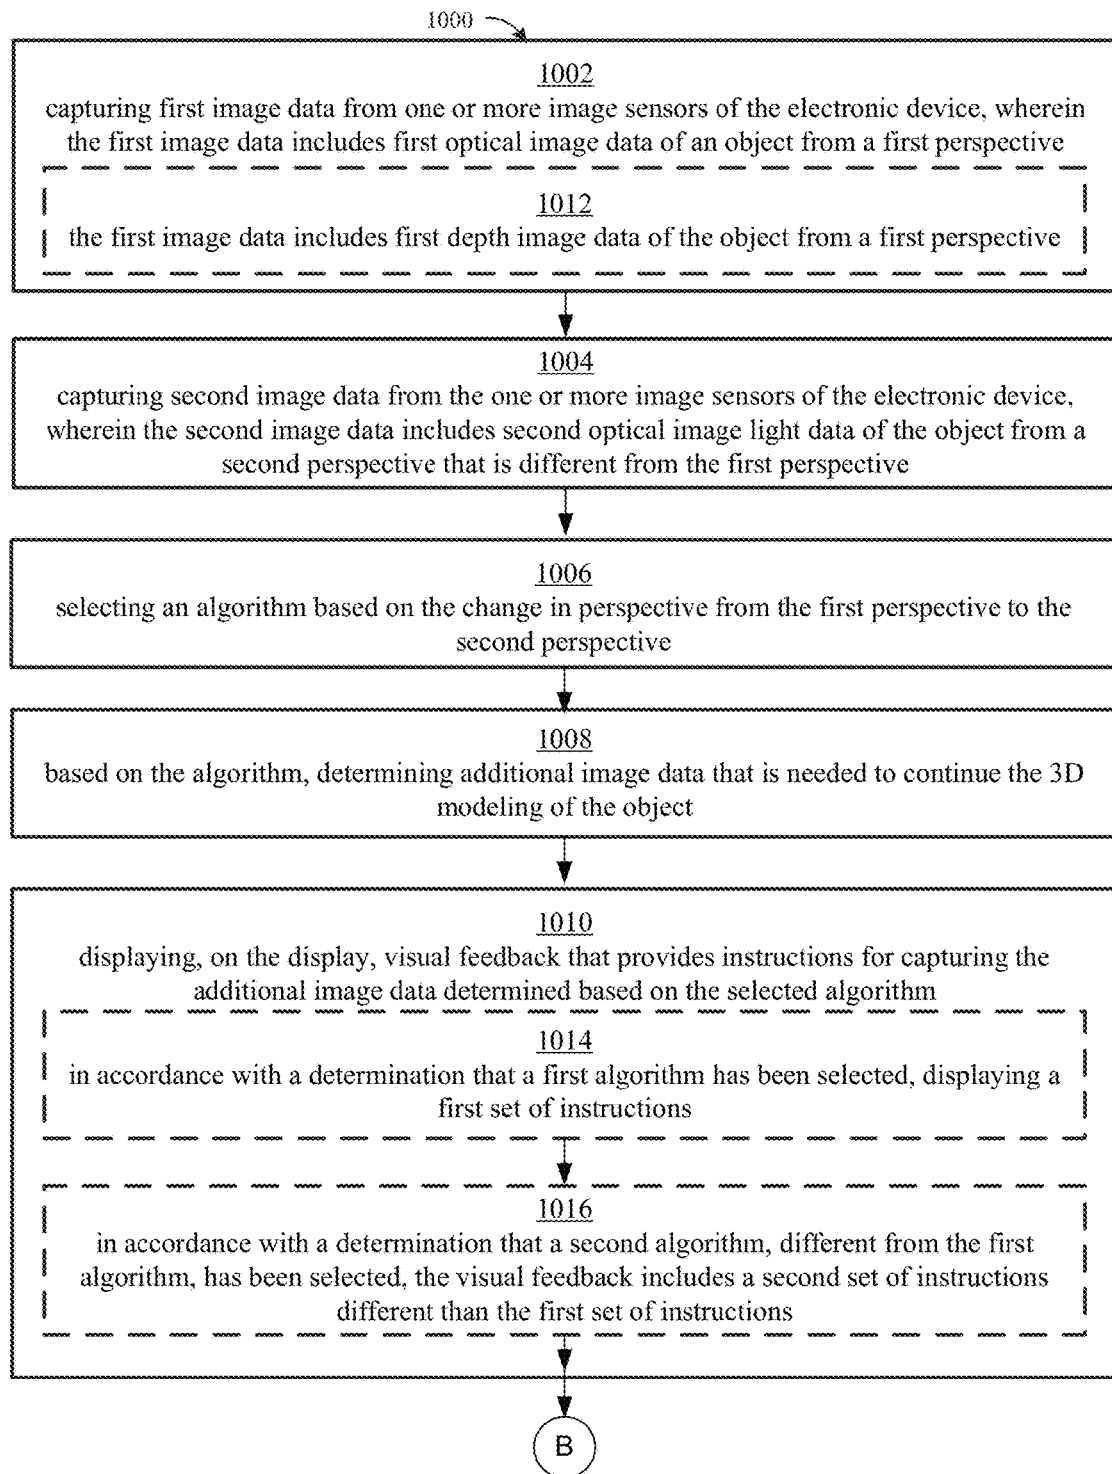 1000
1002
capturing first image data from one or more image sensors of the electronic device, wherein
the first image data includes first optical image data of an object from a first perspective
1012
the first image data includes first depth image data of the object from a first perspective
1004
capturing second image data from the one or more image sensors of the electronic device,
wherein the second image data includes second optical image light data of the object from a
second perspective that is different from the first perspective
1006
selecting an algorithm based on the change in perspective from the first perspective to the
second perspective
1008
based on the algorithm, determining additional image data that is needed to continue the 3D
modeling of the object
1010
displaying, on the display, visual feedback that provides instructions for capturing the
additional image data determined based on the selected algorithm
1014
in accordance with a determination that a first algorithm has been selected, displaying a
first set of instructions
1016
in accordance with a determination that a second algorithm, different from the first
algorithm, has been selected, the visual feedback includes a second set of instructions
different than the first set of instructions
B